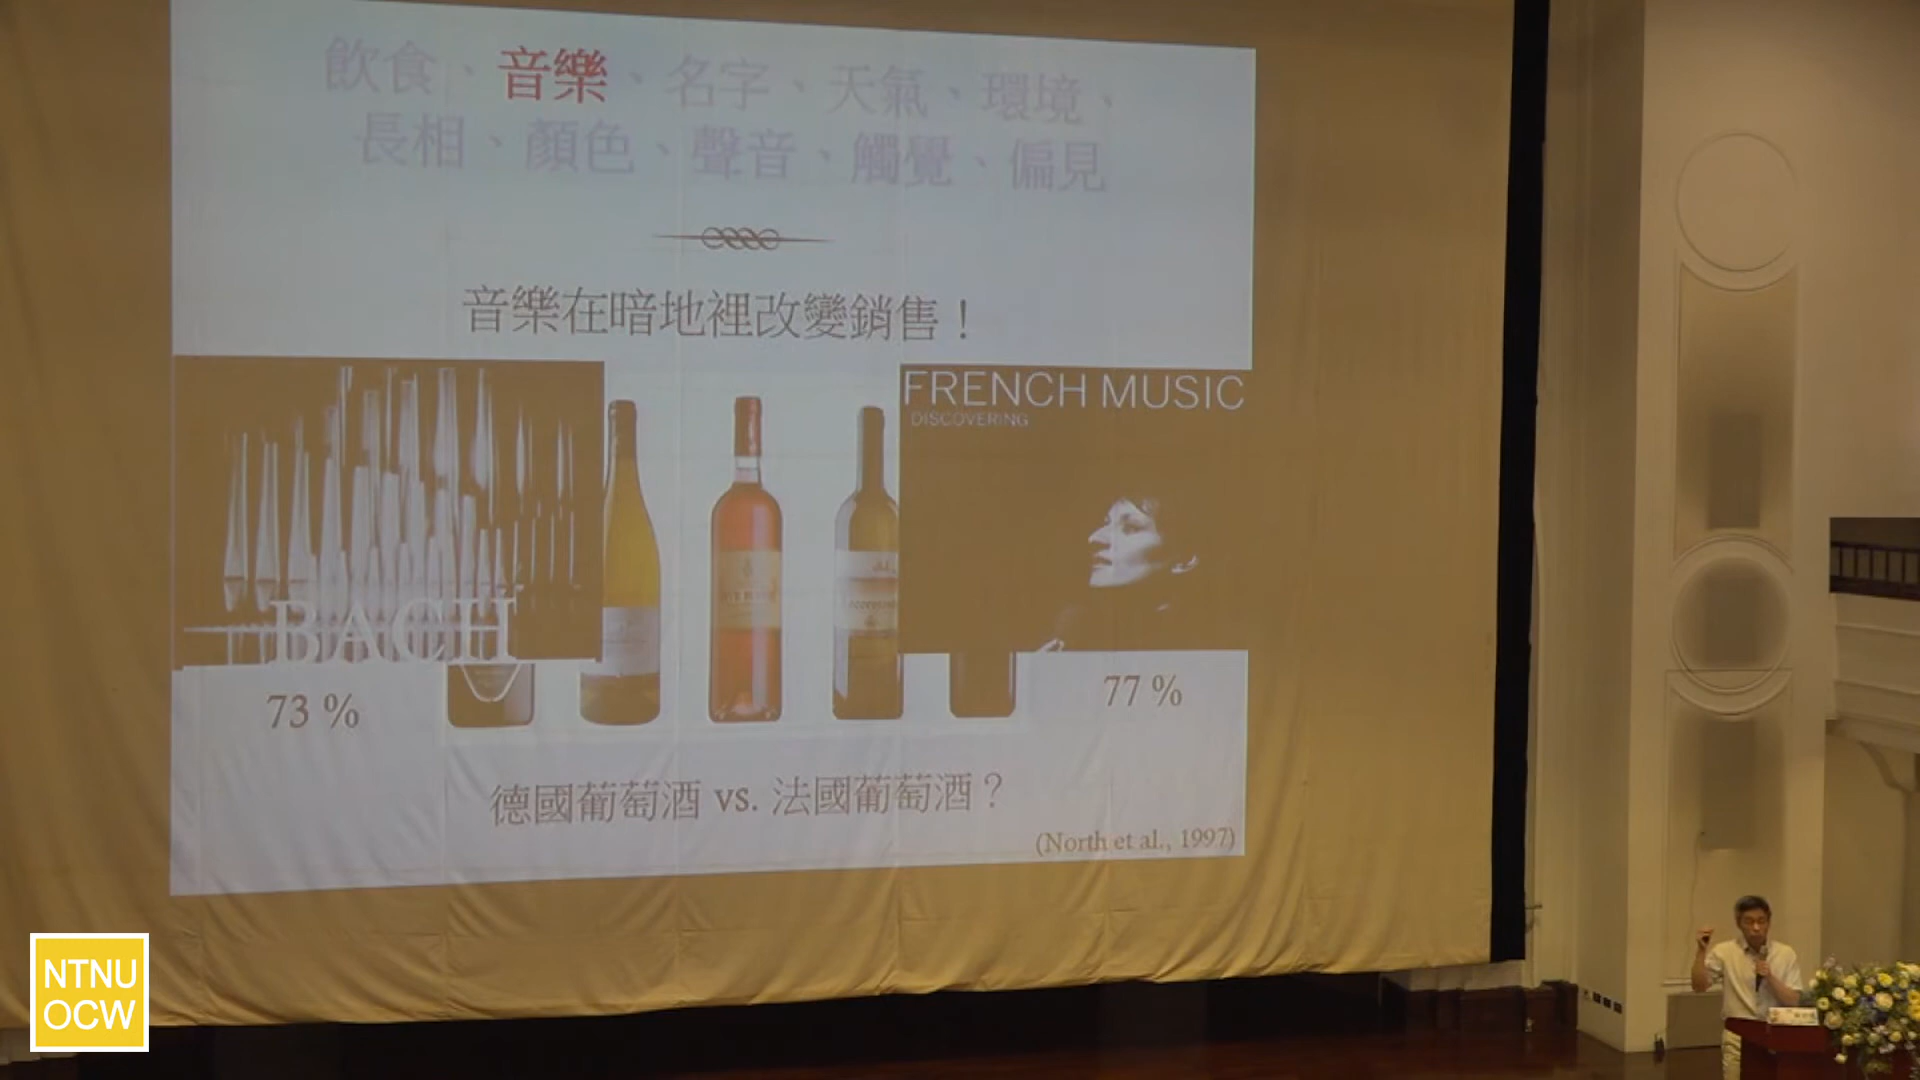 飲食、音樂、名字、天氣、環境、
長相、顏色、聲音、觸覺、偏見
音樂在暗地裡改變銷售！
BACH
FRENCH MUSIC
DISCOVERING
73 %
77 %
德國葡萄酒 vs. 法國葡萄酒？
(North et al., 1997)
NTNU
OCW